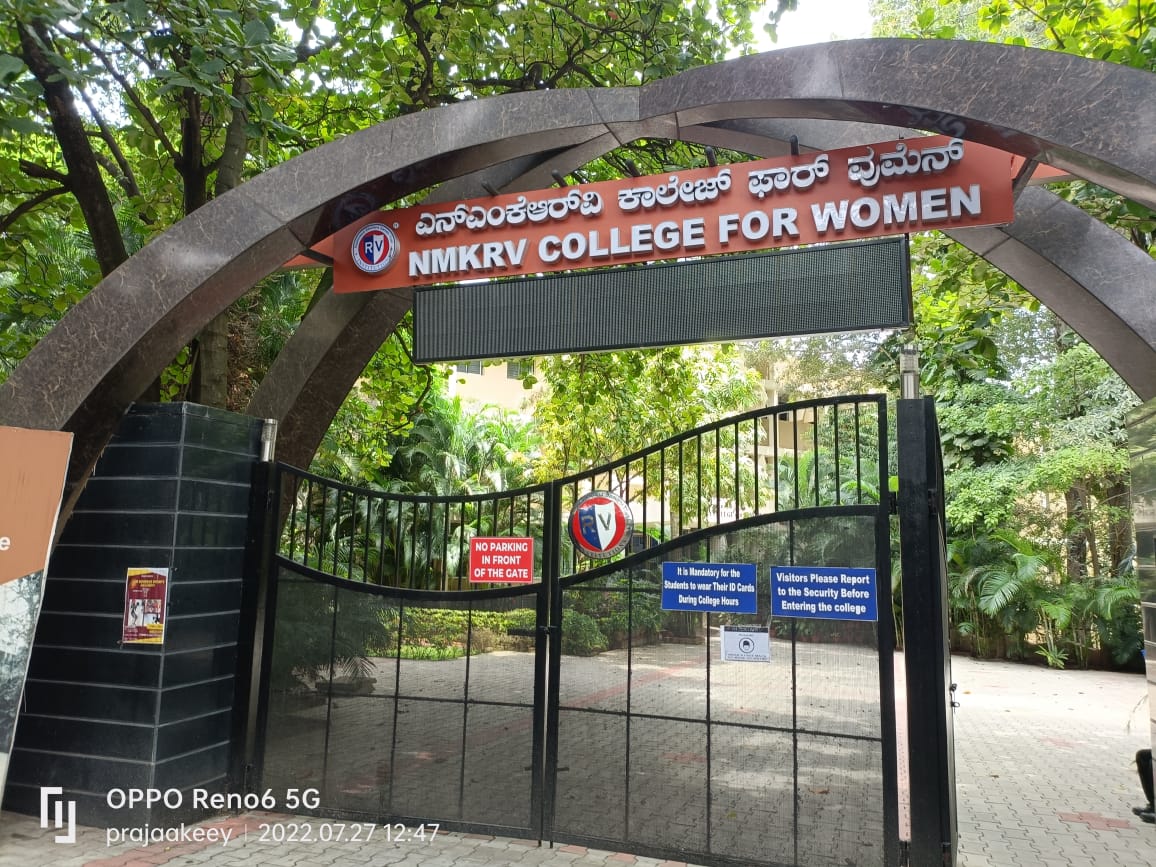 ಎನ್ಎಂಕೆಆರ್‌ವಿ ಕಾಲೇಜ್ ಫಾರ್ ವುಮೆನ್
RV
NMKRV COLLEGE FOR WOMEN
RV
NO PARKING
IN FRONT
OF THE GATE
It is Mandatory for the
Students to wear Their ID Cards
During College Hours
Visitors Please Report
to the Security Before
Entering the college
OPPO Reno6 5G
prajaakeey | 2022.07.27 12:47